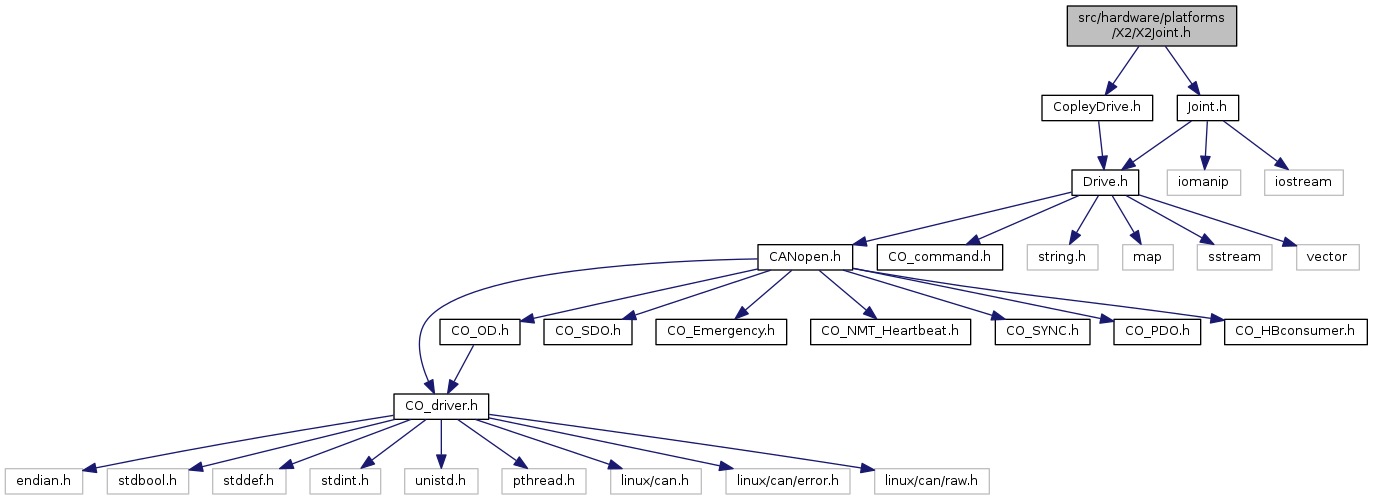 src/hardware/platforms
/X2/X2Joint.h
CopleyDrive.h
Joint.h
Drive.h
iomanip
iostream
CANopen.h
CO_command.h
string.h
map
sstream
vector
CO_OD.h
CO_SDO.h
CO_Emergency.h
CO_NMT_Heartbeat.h
CO_SYNC.h
CO_PDO.h
CO_HBconsumer.h
CO_driver.h
endian.h
stdbool.h
stddef.h
stdint.h
unistd.h
pthread.h
linux/can.h
linux/can/error.h
linux/can/raw.h